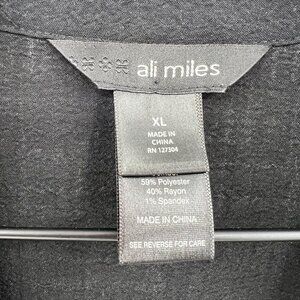 ali miles
XL
MADE IN
CHINA
RN 127304
59% Polyester
40% Rayon
1% Spandex
MADE IN CHINA
SEE REVERSE FOR CARE